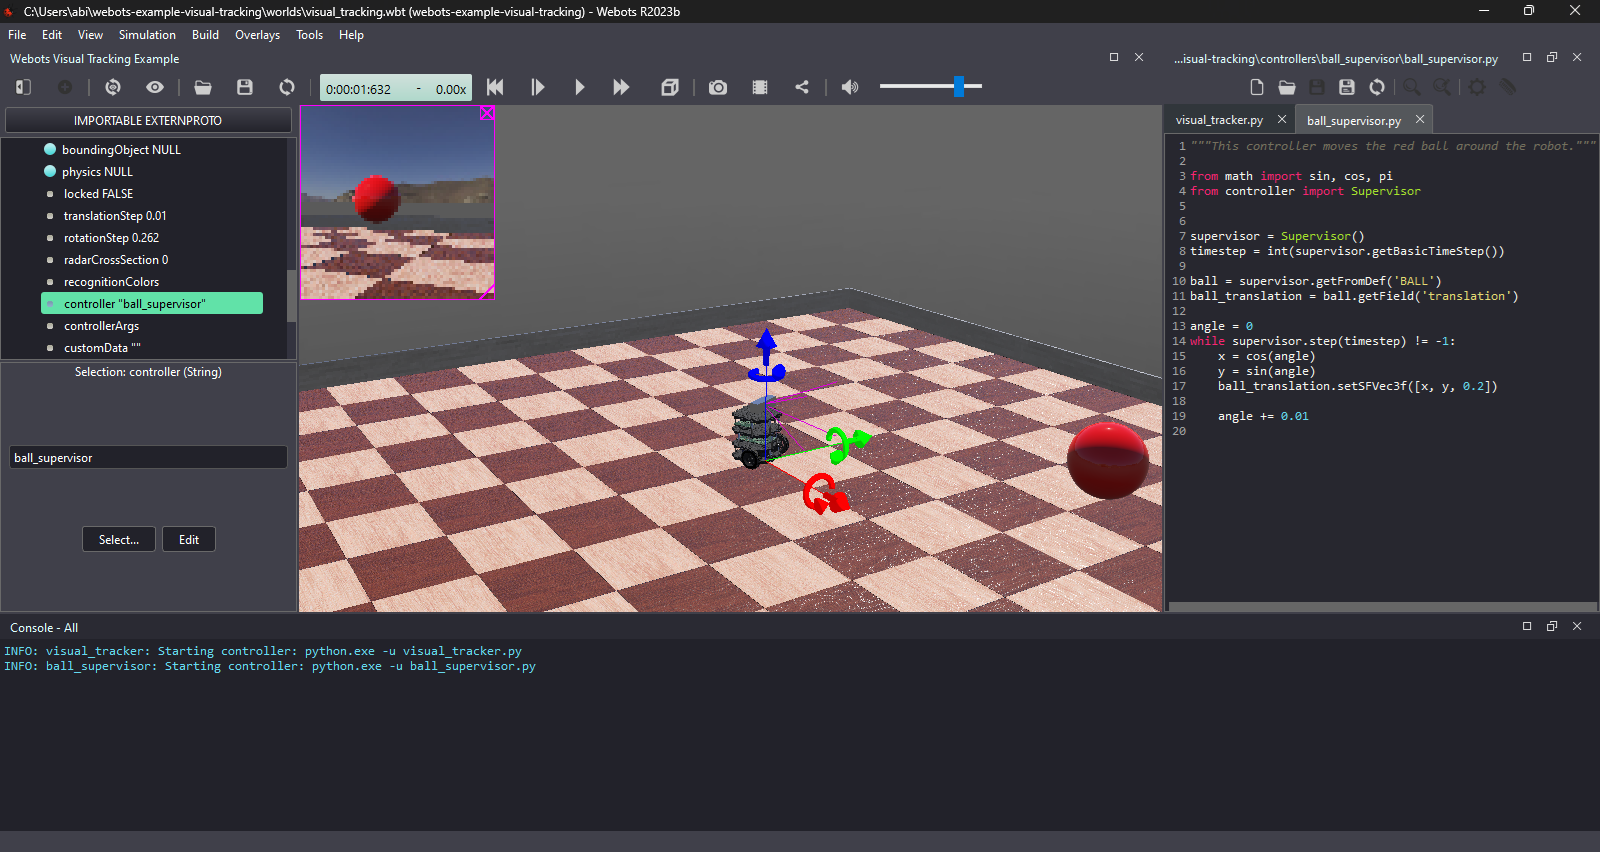 C:\Users\abi\webots-example-visual-tracking\worlds\visual_tracking.wbt (webots-example-visual-tracking) - Webots R2023b
File Edit View Simulation Build Overlays Tools Help
Webots Visual Tracking Example
0:00:01:632 - 0.00x
IMPORTABLE EXTERNPROTO
boundingObject NULL
physics NULL
locked FALSE
translationStep 0.01
rotationStep 0.262
radarCrossSection 0
recognitionColors
controller "ball_supervisor"
controllerArgs
customData ""
Selection: controller (String)
ball_supervisor
Select... Edit
...isual-tracking\controllers\ball_supervisor\ball_supervisor.py
visual_tracker.py ball_supervisor.py
1 """This controller moves the red ball around the robot."""
2
3 from math import sin, cos, pi
4 from controller import Supervisor
5
6
7 supervisor = Supervisor()
8 timestep = int(supervisor.getBasicTimeStep())
9
10 ball = supervisor.getFromDef('BALL')
11 ball_translation = ball.getField('translation')
12
13 angle = 0
14 while supervisor.step(timestep) != -1:
15     x = cos(angle)
16     y = sin(angle)
17     ball_translation.setSFVec3f([x, y, 0.2])
18
19     angle += 0.01
20
Console - All
INFO: visual_tracker: Starting controller: python.exe -u visual_tracker.py
INFO: ball_supervisor: Starting controller: python.exe -u ball_supervisor.py